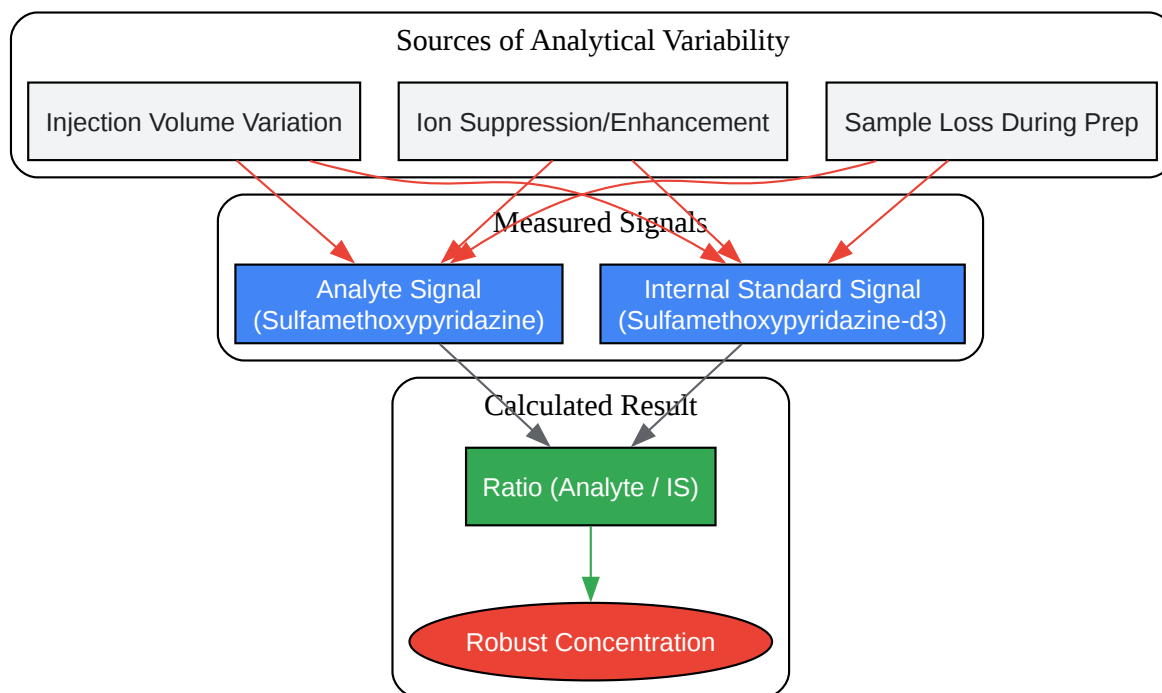 Sources of Analytical Variability
Injection Volume Variation
Ion Suppression/Enhancement
Sample Loss During Prep
Measured Signals
Analyte Signal
(Sulfamethoxypyridazine)
Internal Standard Signal
(Sulfamethoxypyridazine-d3)
Calculated Result
Ratio (Analyte / IS)
Robust Concentration